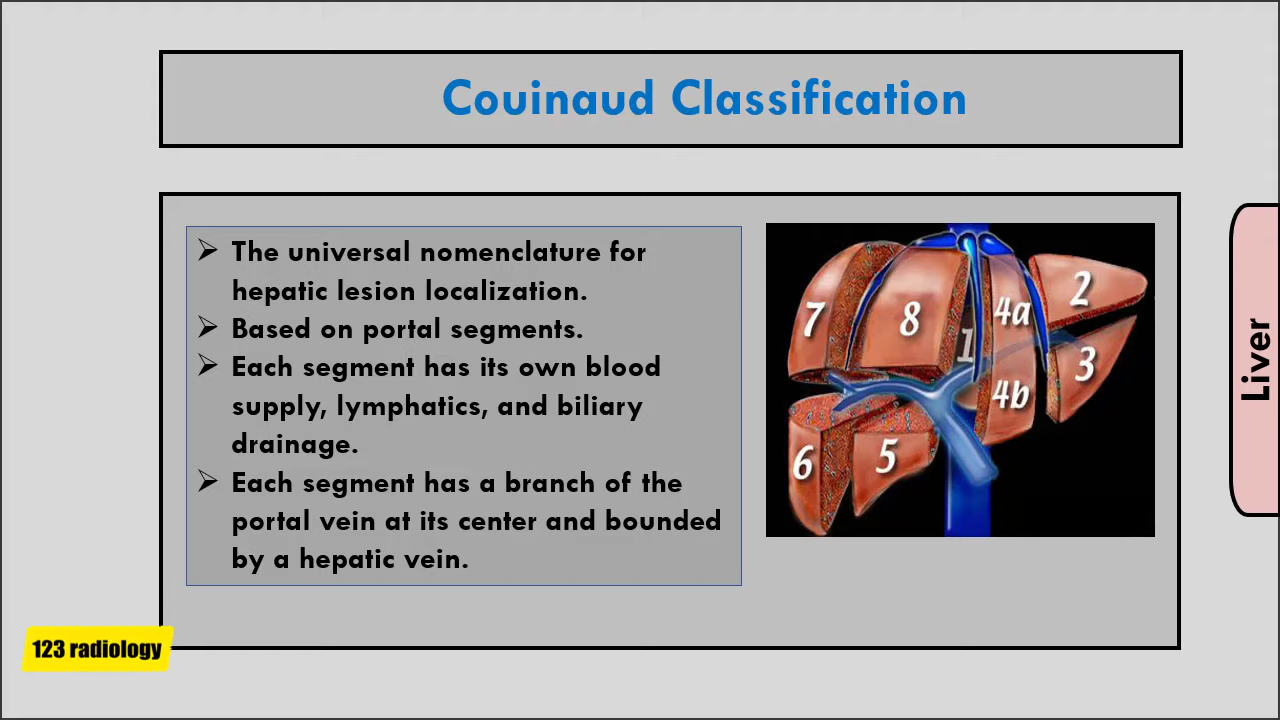 Couinaud Classification
➢ The universal nomenclature for
hepatic lesion localization.
➢ Based on portal segments.
➢ Each segment has its own blood
supply, lymphatics, and biliary
drainage.
➢ Each segment has a branch of the
portal vein at its center and bounded
by a hepatic vein.
7
8
1
4a
2
3
4b
6
5
Liver
123 radiology